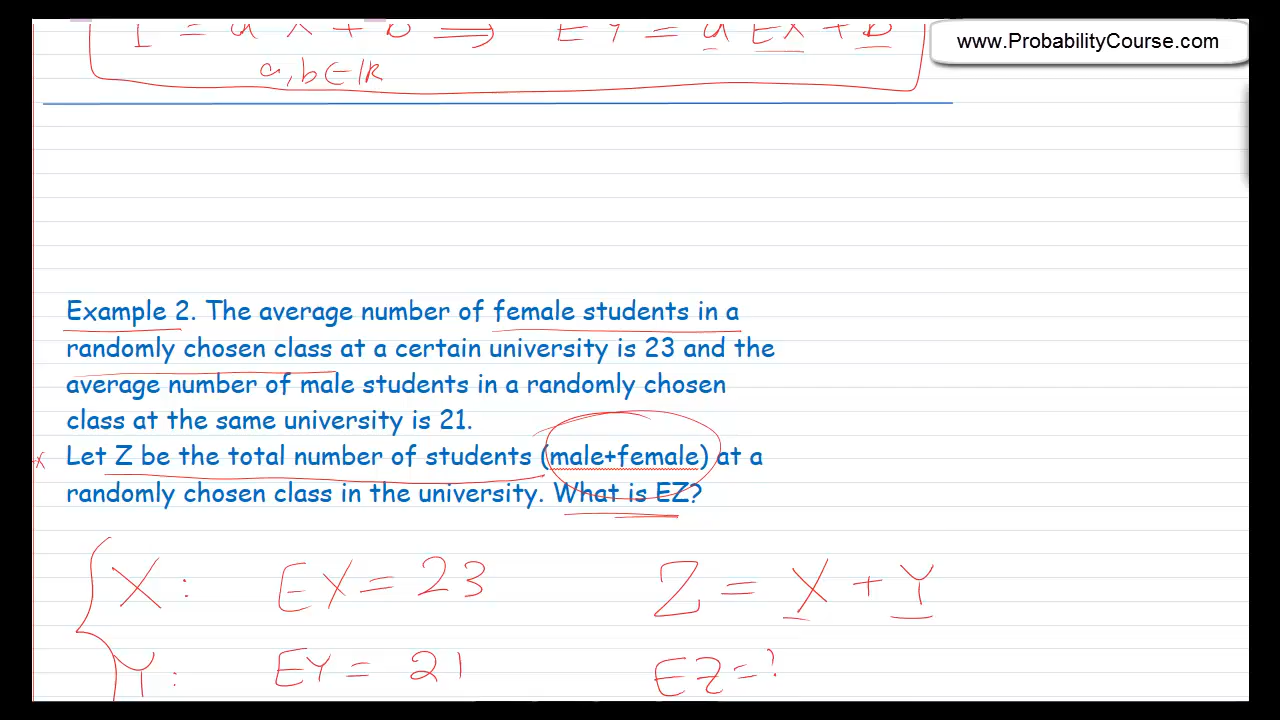 www.ProbabilityCourse.com
= a X + b ⟹ EY = a EX + b
a, b ∈ ℝ
Example 2. The average number of female students in a
randomly chosen class at a certain university is 23 and the
average number of male students in a randomly chosen
class at the same university is 21.
Let Z be the total number of students (male+female) at a
randomly chosen class in the university. What is EZ?
X: EX = 23 Z = X + Y
Y: EY = 21 EZ = ?